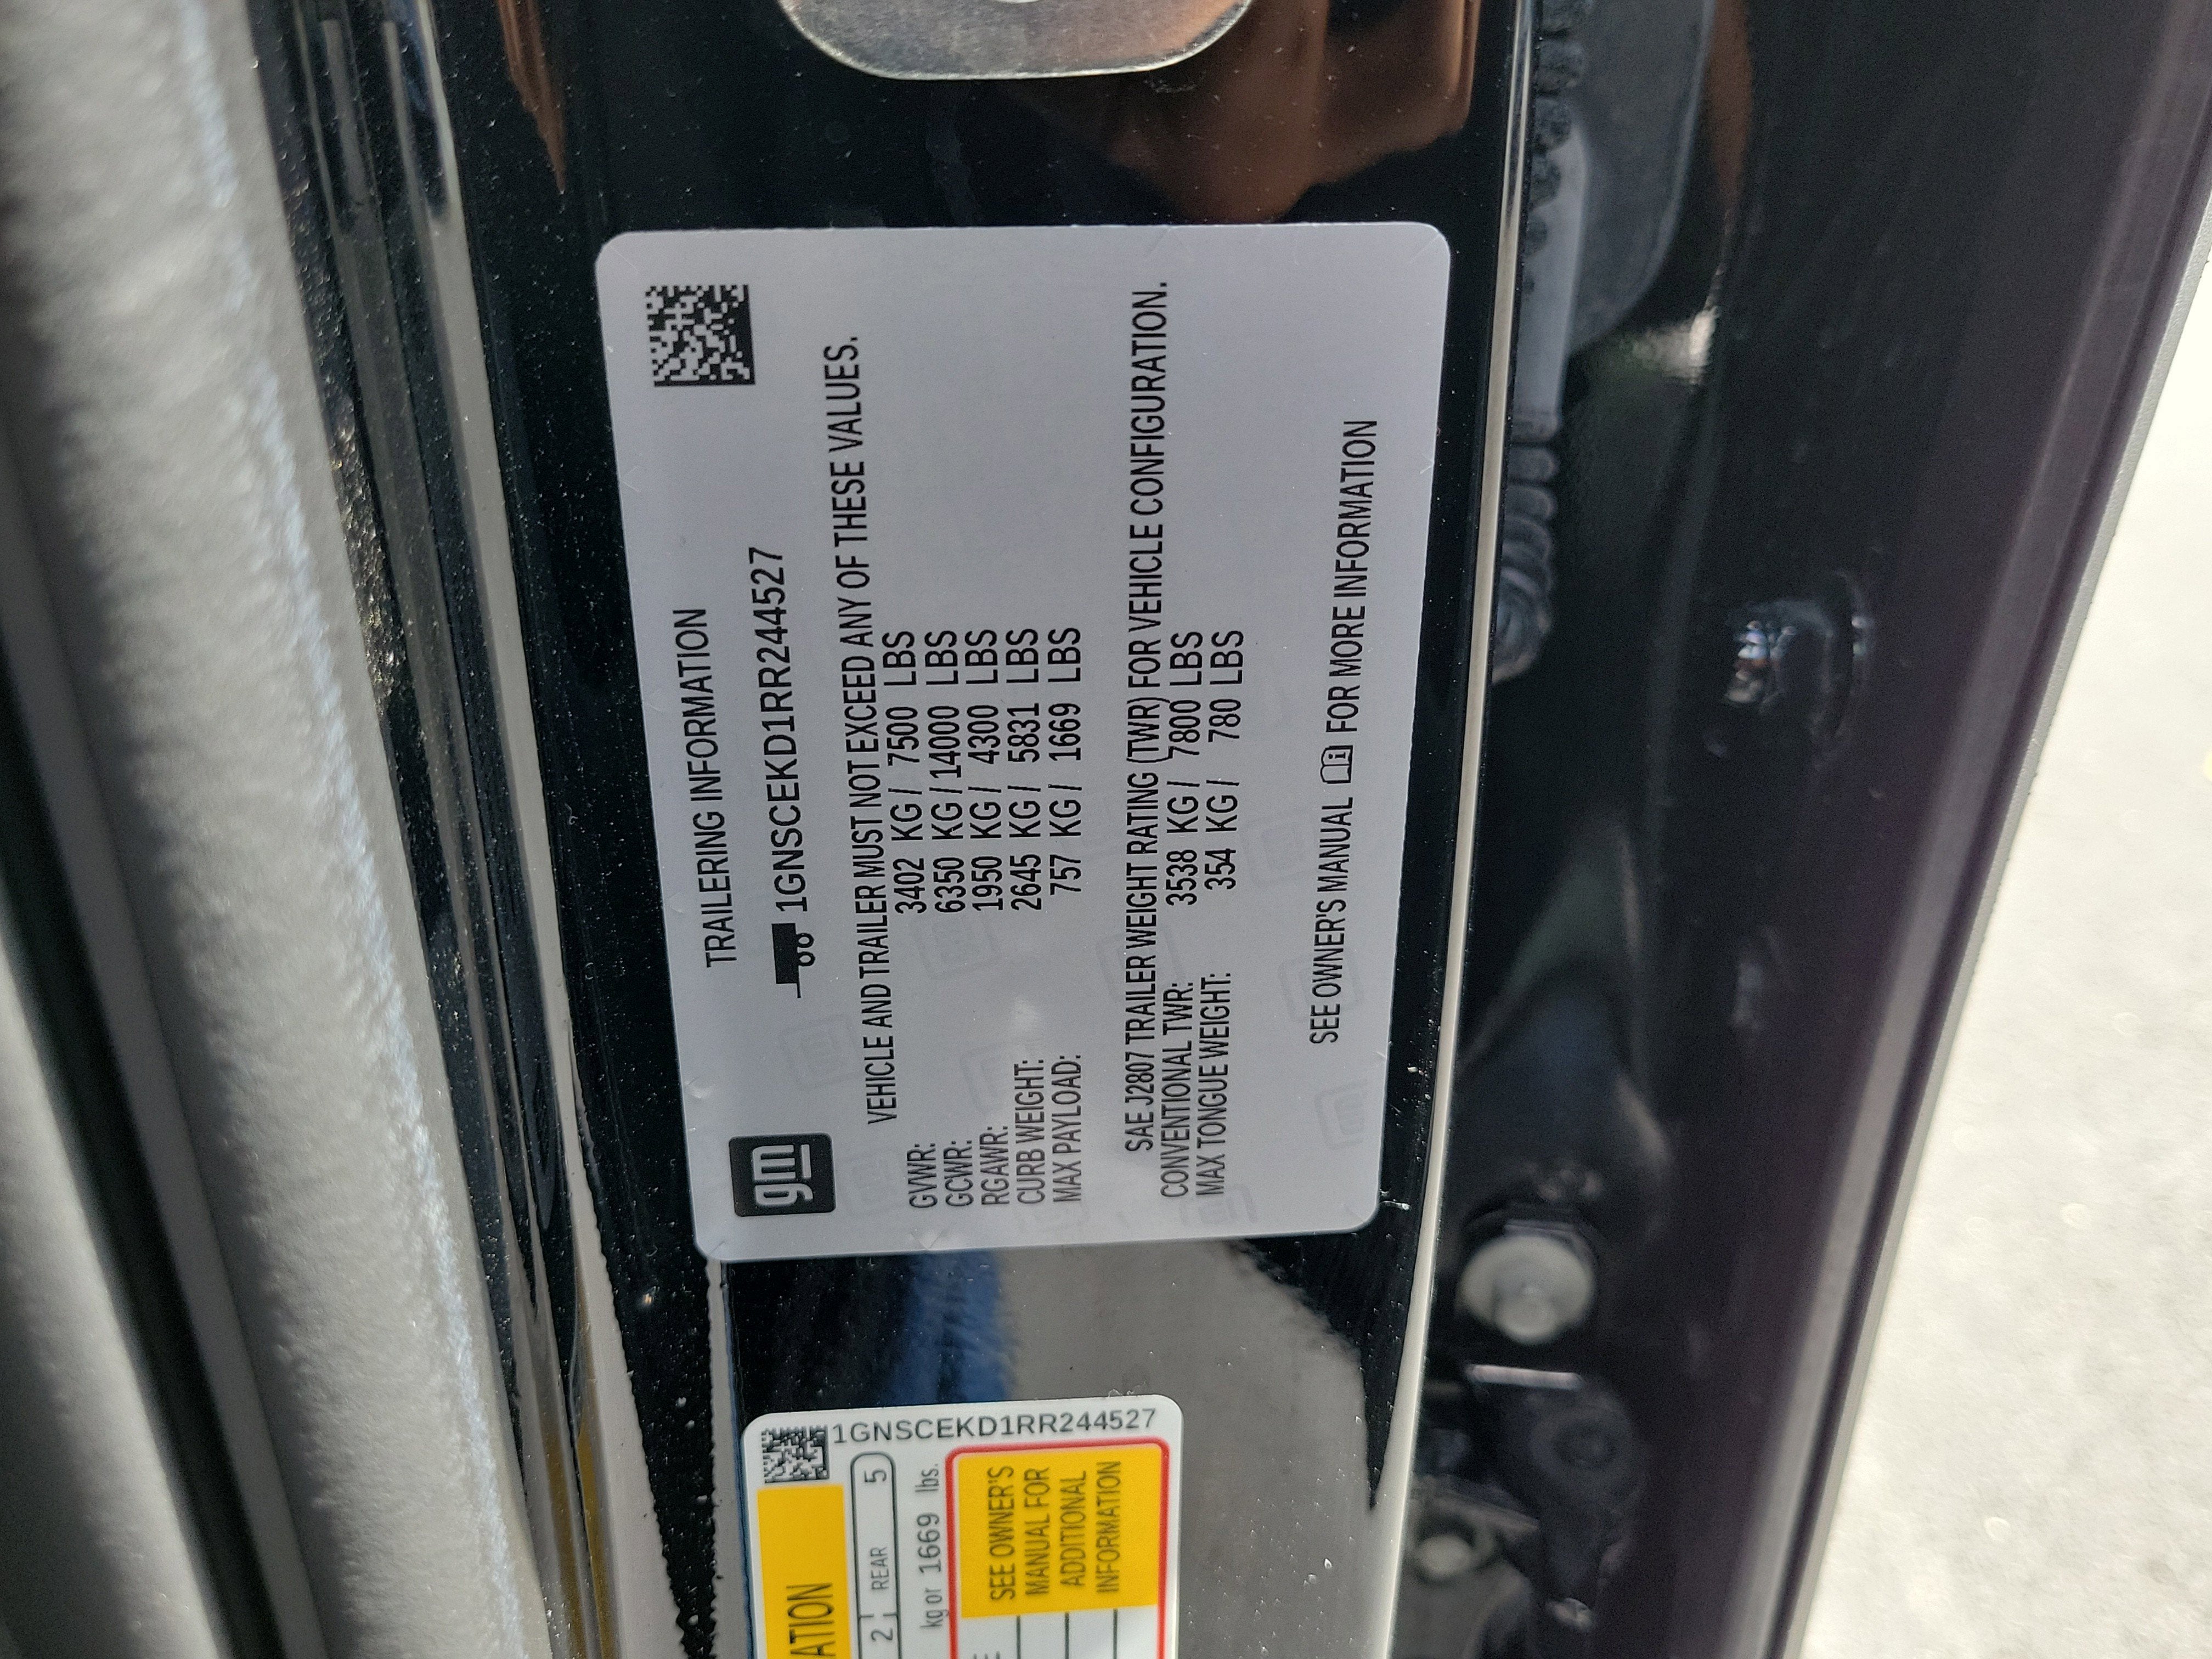 gm
TRAILERING INFORMATION
1GNSCEKD1RR244527
VEHICLE AND TRAILER MUST NOT EXCEED ANY OF THESE VALUES.
GVWR: 3402 KG / 7500 LBS
GCWR: 6350 KG / 14000 LBS
RGAWR: 1950 KG / 4300 LBS
CURB WEIGHT: 2645 KG / 5831 LBS
MAX PAYLOAD: 757 KG / 1669 LBS
SAE J2807 TRAILER WEIGHT RATING (TWR) FOR VEHICLE CONFIGURATION.
CONVENTIONAL TWR: 3538 KG / 7800 LBS
MAX TONGUE WEIGHT: 354 KG / 780 LBS
SEE OWNER'S MANUAL FOR MORE INFORMATION
ATION
2 REAR 5
kg or 1669 lbs.
E
SEE OWNER'S
MANUAL FOR
ADDITIONAL
INFORMATION
1GNSCEKD1RR244527